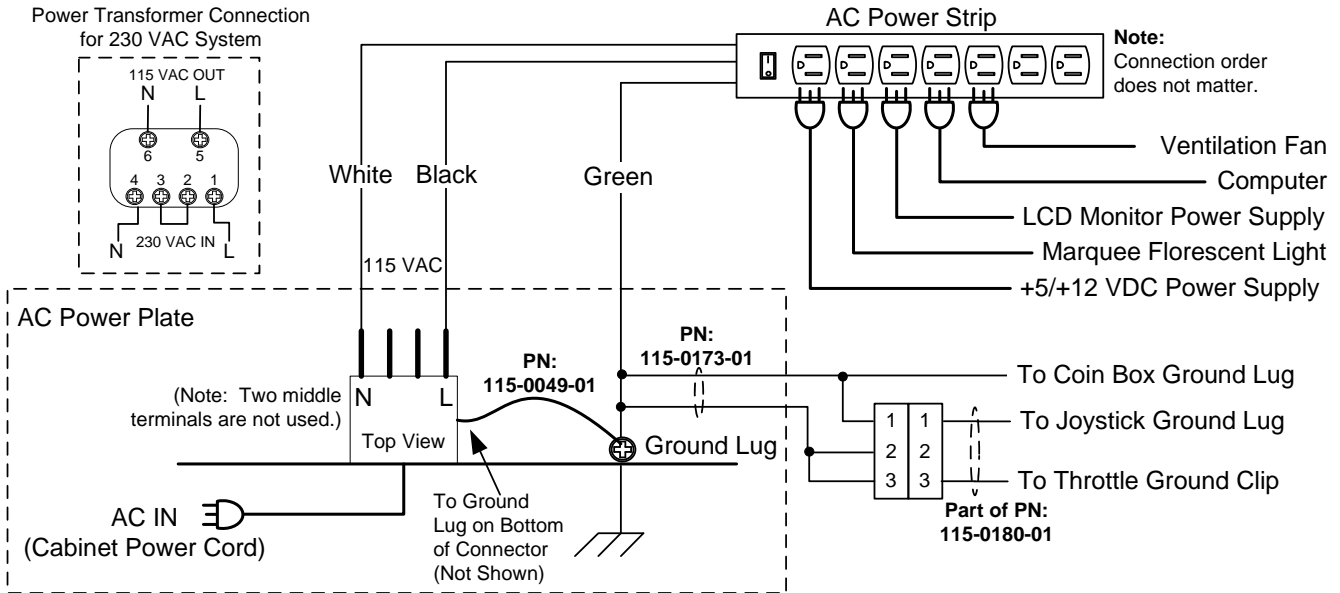 Power Transformer Connection
for 230 VAC System
115 VAC OUT
N L
6 5
4 3 2 1
N 230 VAC IN L
AC Power Strip
Note:
Connection order
does not matter.
Ventilation Fan
Computer
LCD Monitor Power Supply
Marquee Florescent Light
+5/+12 VDC Power Supply
White Black Green
115 VAC
AC Power Plate
(Note: Two middle
terminals are not used.)
N L
Top View
PN:
115-0049-01
PN:
115-0173-01
Ground Lug
To Coin Box Ground Lug
To Joystick Ground Lug
To Throttle Ground Clip
1 1
2 2
3 3
Part of PN:
115-0180-01
AC IN
(Cabinet Power Cord)
To Ground
Lug on Bottom
of Connector
(Not Shown)